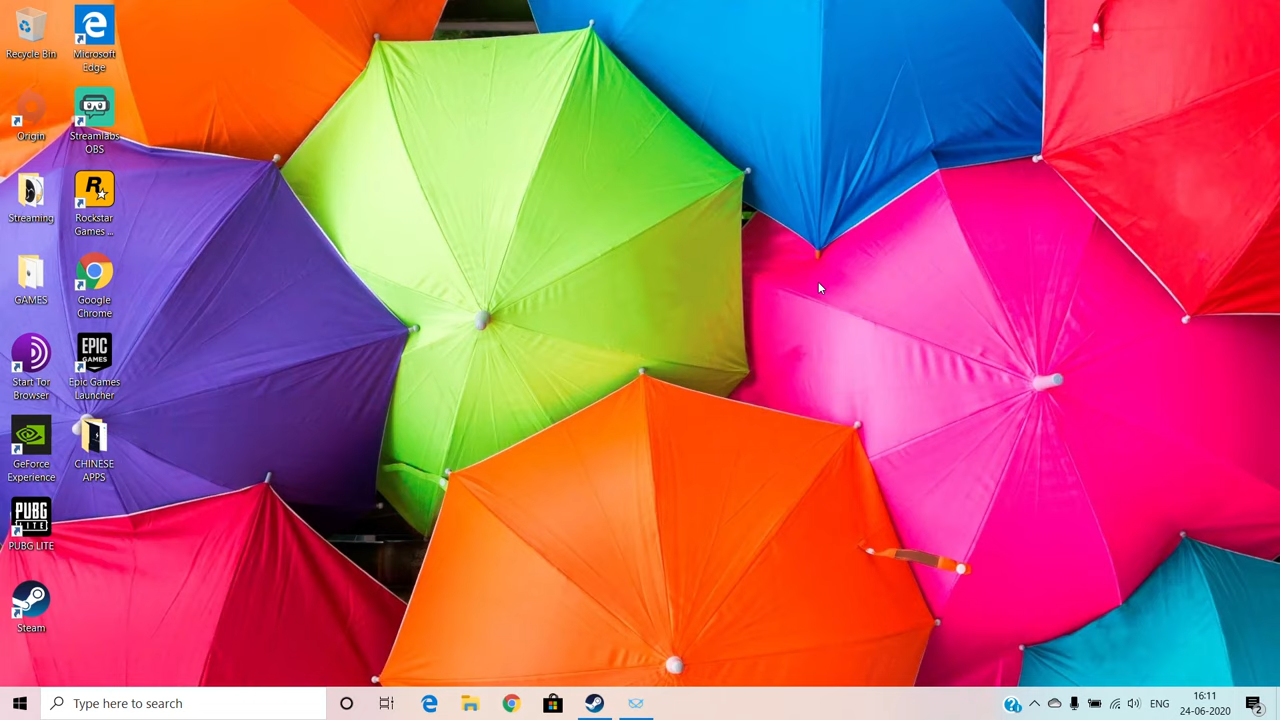 Recycle Bin
Microsoft
Edge
Origin
Streamlabs
OBS
Streaming
R
Rockstar
Games ...
GAMES
Google
Chrome
Start Tor
Browser
EPIC
GAMES
Epic Games
Launcher
GeForce
Experience
CHINESE
APPS
PUBG
LITE
PUBG LITE
Steam
Type here to search
ENG
16:11
24-06-2020
2